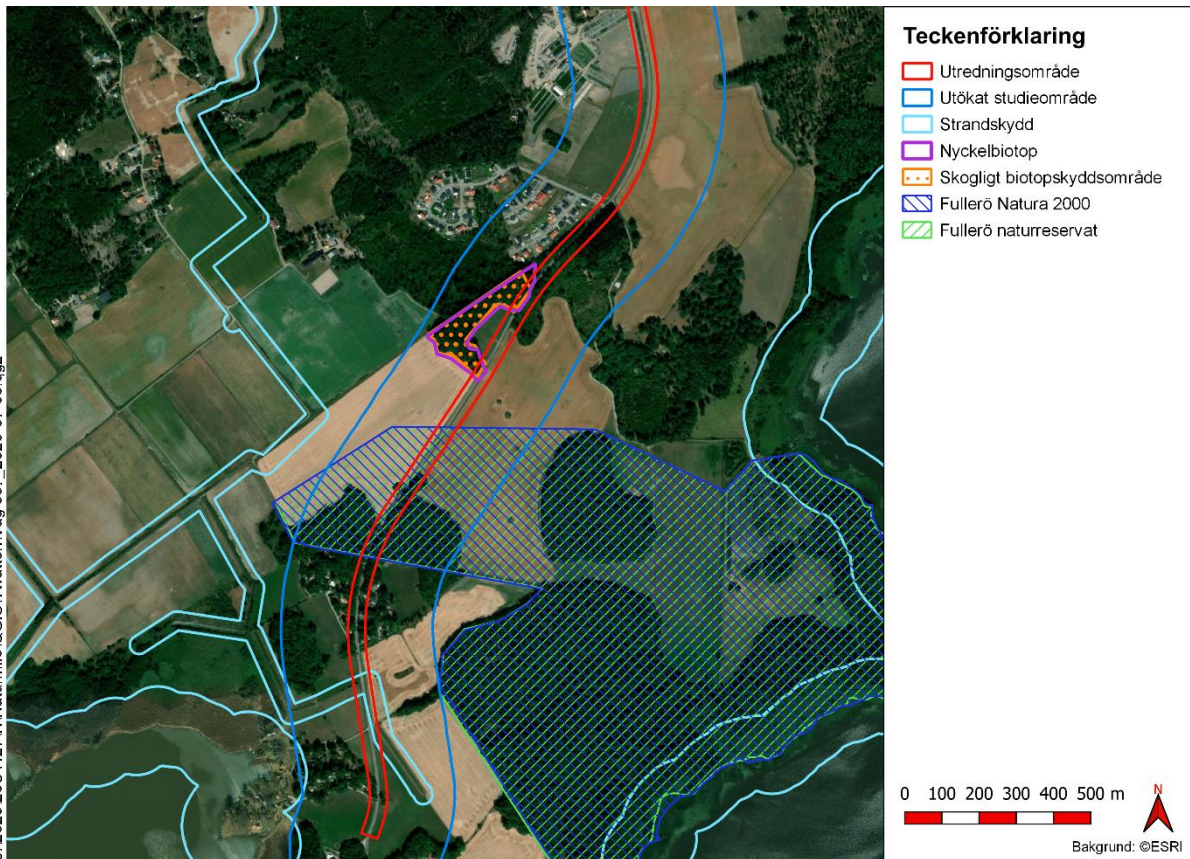 Teckenförklaring
Utredningsområde
Utökat studieområde
Strandskydd
Nyckelbiotop
Skogligt biotopskyddsområde
Fullerö Natura 2000
Fullerö naturreservat
0 100 200 300 400 500 m
N
Bakgrund: ©ESRI